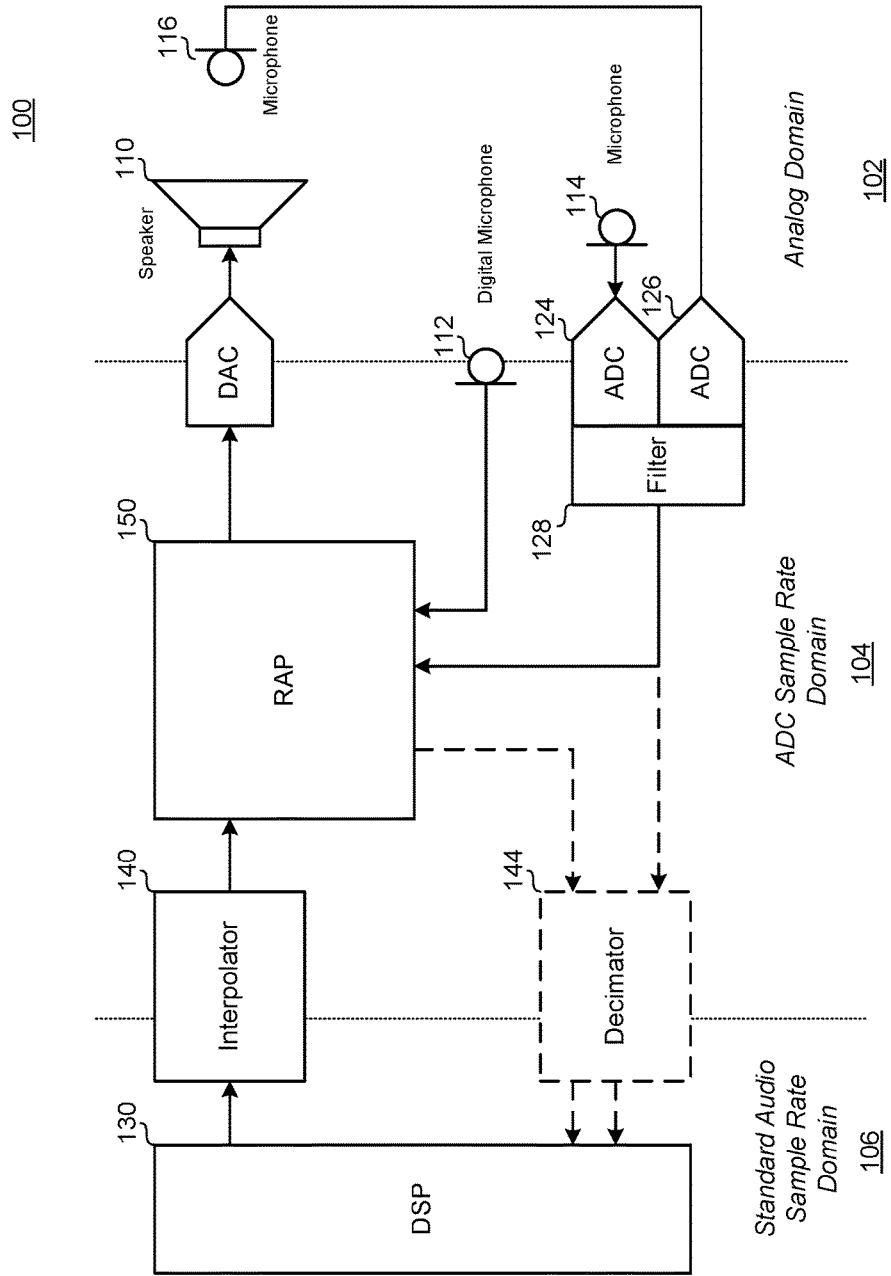 100
130
DSP
140
Interpolator
150
RAP
DAC
Speaker
110
116
Microphone
144
Decimator
128
Filter
ADC
124
ADC
126
112
Digital Microphone
114
Microphone
Standard Audio
Sample Rate
Domain
106
ADC Sample Rate
Domain
104
Analog Domain
102